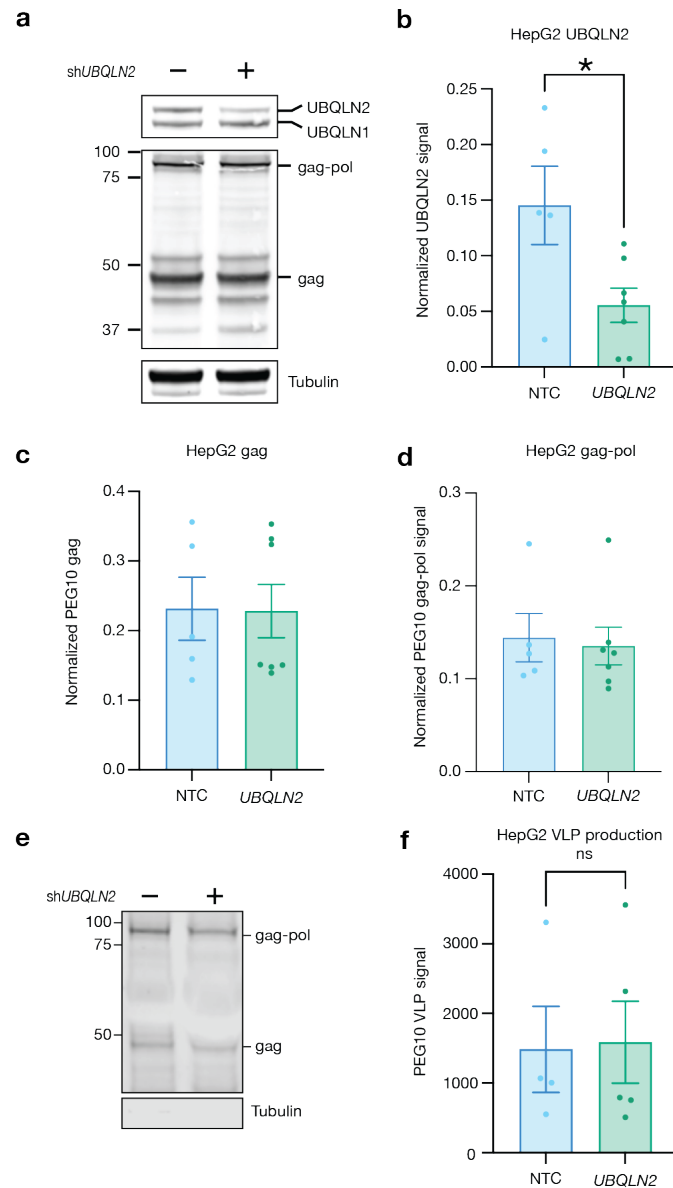 a
shUBQLN2 − +
UBQLN2
UBQLN1
100
75
gag-pol
50
gag
37
Tubulin
b
HepG2 UBQLN2
*
Normalized UBQLN2 signal
0.25
0.20
0.15
0.10
0.05
0.00
NTC UBQLN2
c
HepG2 gag
Normalized PEG10 gag
0.4
0.3
0.2
0.1
0.0
NTC UBQLN2
d
HepG2 gag-pol
Normalized PEG10 gag-pol signal
0.3
0.2
0.1
0.0
NTC UBQLN2
e
shUBQLN2 − +
100
75
gag-pol
50
gag
Tubulin
f
HepG2 VLP production
ns
PEG10 VLP signal
4000
3000
2000
1000
0
NTC UBQLN2